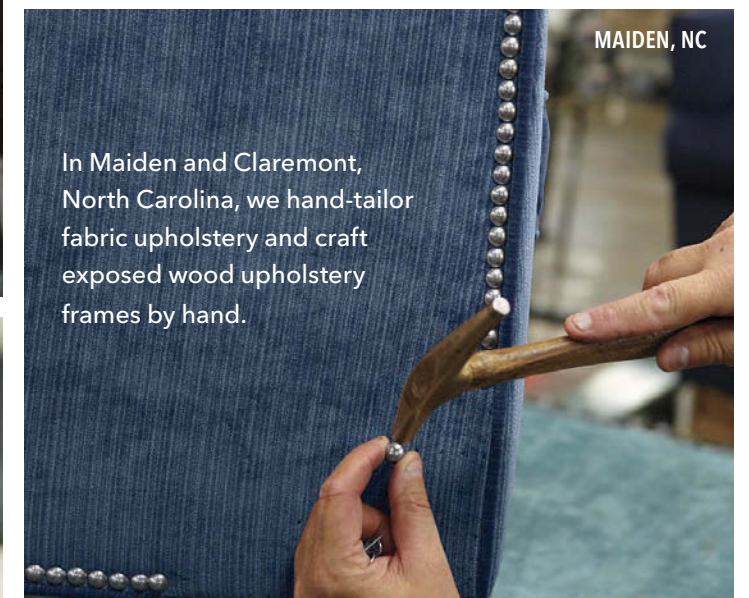 MAIDEN, NC
In Maiden and Claremont,
North Carolina, we hand-tailor
fabric upholstery and craft
exposed wood upholstery
frames by hand.